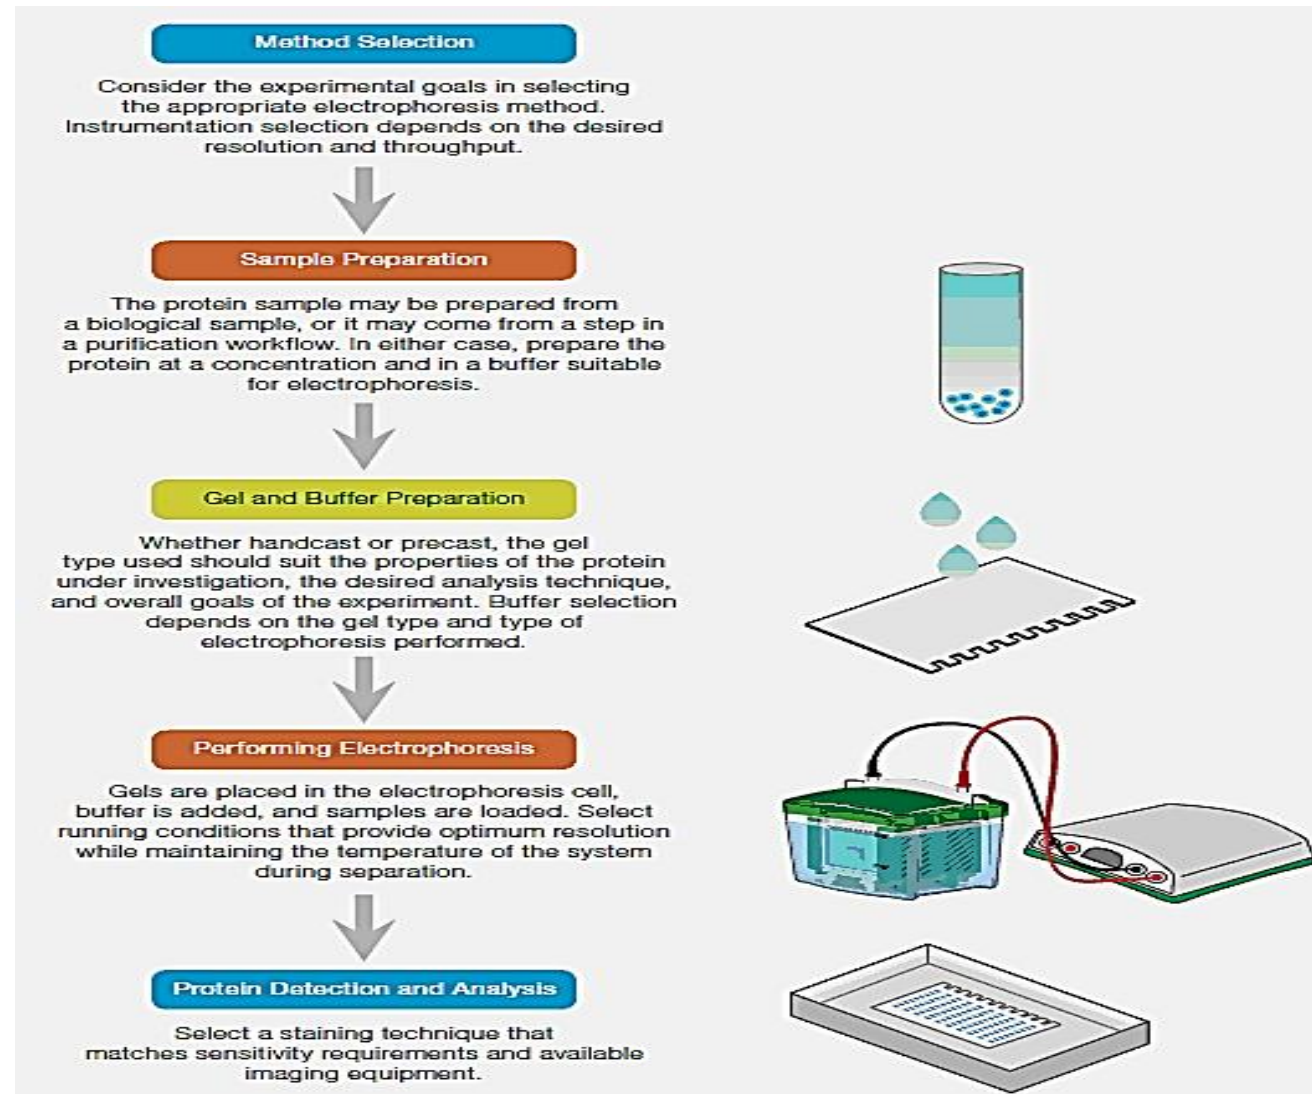 Method Selection
Consider the experimental goals in selecting
the appropriate electrophoresis method.
Instrumentation selection depends on the desired
resolution and throughput.
Sample Preparation
The protein sample may be prepared from
a biological sample, or it may come from a step in
a purification workflow. In either case, prepare the
protein at a concentration and in a buffer suitable
for electrophoresis.
Gel and Buffer Preparation
Whether handcast or precast, the gel
type used should suit the properties of the protein
under investigation, the desired analysis technique,
and overall goals of the experiment. Buffer selection
depends on the gel type and type of
electrophoresis performed.
Performing Electrophoresis
Gels are placed in the electrophoresis cell,
buffer is added, and samples are loaded. Select
running conditions that provide optimum resolution
while maintaining the temperature of the system
during separation.
Protein Detection and Analysis
Select a staining technique that
matches sensitivity requirements and available
imaging equipment.